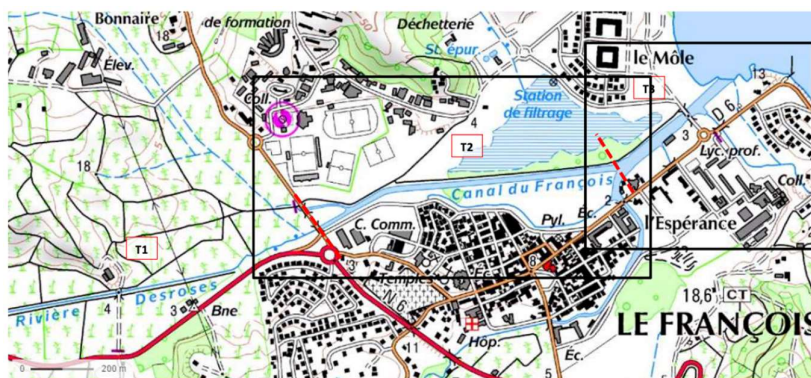 Bonnaire
de formation
Déchetterie
18
50
St. épur.
le Môle
Élev.
Coll.
Station
de filtrage
T3
13
4
D 6
3
T2
Lyc. prof.
18
Canal du François
2
Coll.
C. Comm.
Pyl.
Éc.
l'Espérance
T1
8
3
Rivière
Desroses
4
3
Bne
N 6
18,6
CT
LE FRANÇOIS
11
Hôp.
5
Éc.
0
200 m